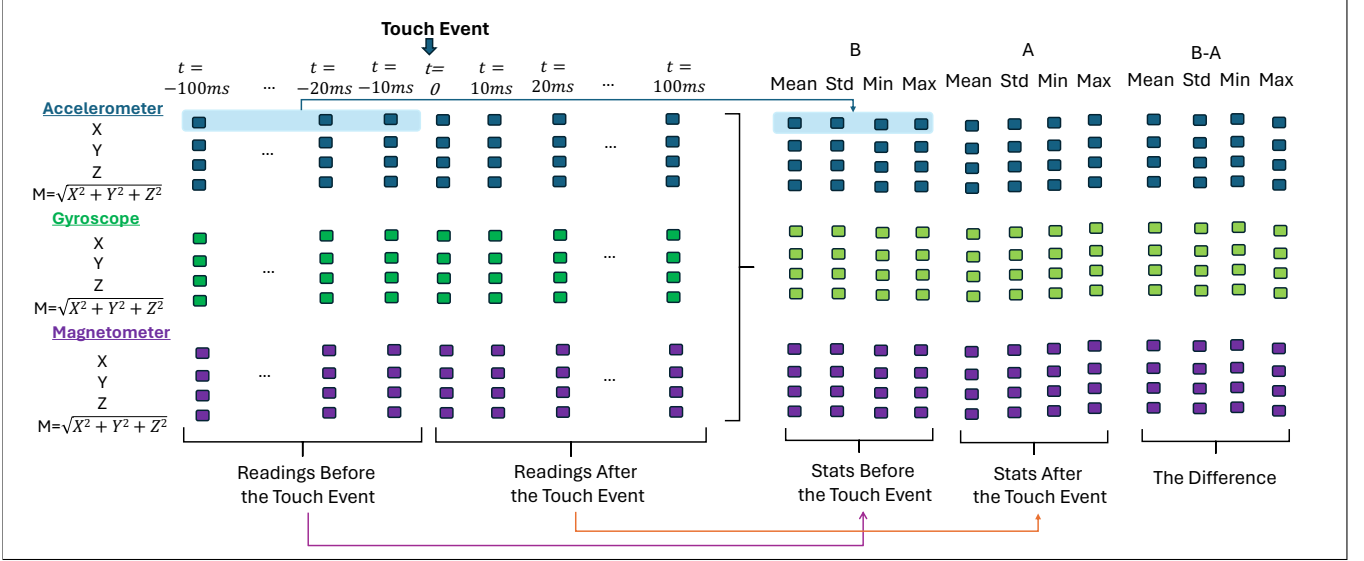 Touch Event
B A B-A
t = t = t = t= t = t = t =
−100ms ... −20ms −10ms 0 10ms 20ms ... 100ms
Mean Std Min Max Mean Std Min Max Mean Std Min Max
Accelerometer
X
Y ... ...
Z
M=√X² + Y² + Z²
Gyroscope
X
Y ... ...
Z
M=√X² + Y² + Z²
Magnetometer
X
Y ... ...
Z
M=√X² + Y² + Z²
Readings Before
the Touch Event
Readings After
the Touch Event
Stats Before
the Touch Event
Stats After
the Touch Event
The Difference